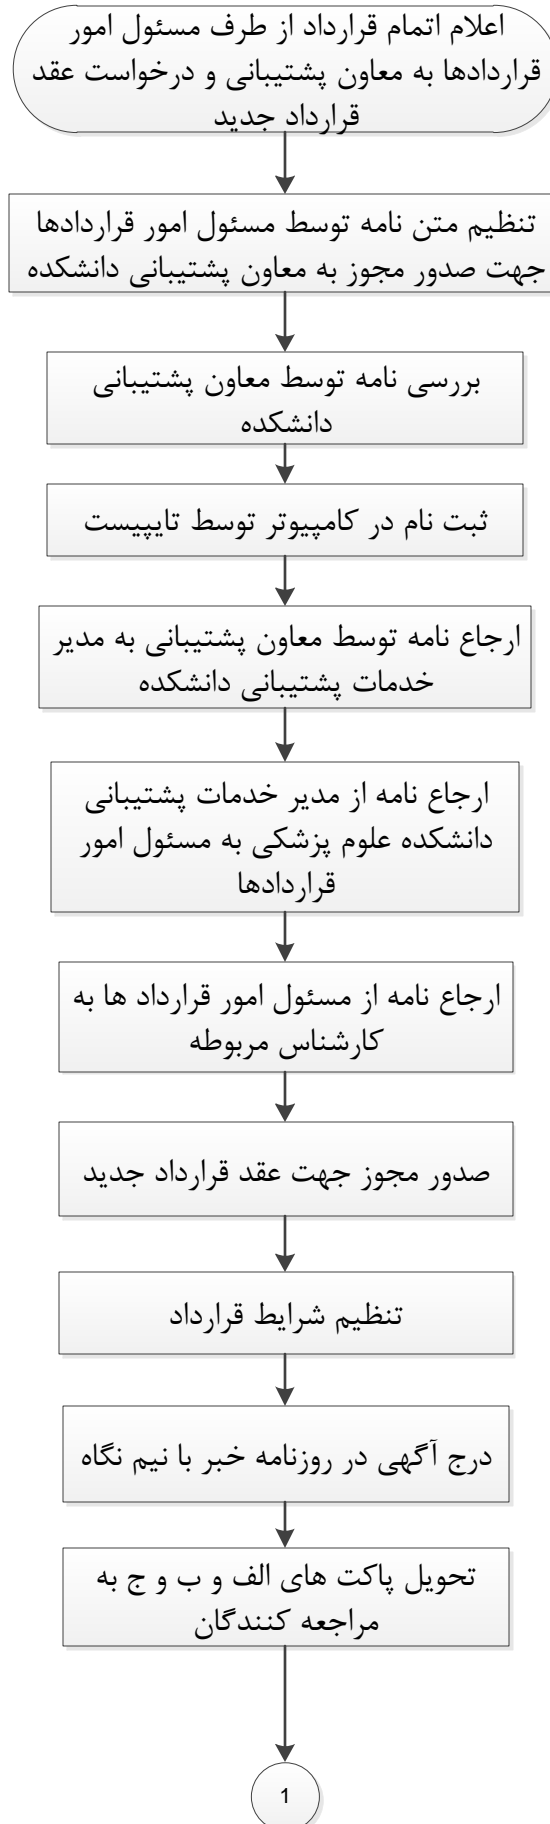 اعلام اتمام قرارداد از طرف مسئول امور
قراردادها به معاون پشتیبانی و درخواست عقد
قرارداد جدید
تنظیم متن نامه توسط مسئول امور قراردادها
جهت صدور مجوز به معاون پشتیبانی دانشکده
بررسی نامه توسط معاون پشتیبانی
دانشکده
ثبت نام در کامپیوتر توسط تایپیست
ارجاع نامه توسط معاون پشتیبانی به مدیر
خدمات پشتیبانی دانشکده
ارجاع نامه از مدیر خدمات پشتیبانی
دانشکده علوم پزشکی به مسئول امور
قراردادها
ارجاع نامه از مسئول امور قرارداد ها به
کارشناس مربوطه
صدور مجوز جهت عقد قرارداد جدید
تنظیم شرایط قرارداد
درج آگهی در روزنامه خبر با نیم نگاه
تحویل پاکت های الف و ب و ج به
مراجعه کنندگان
1